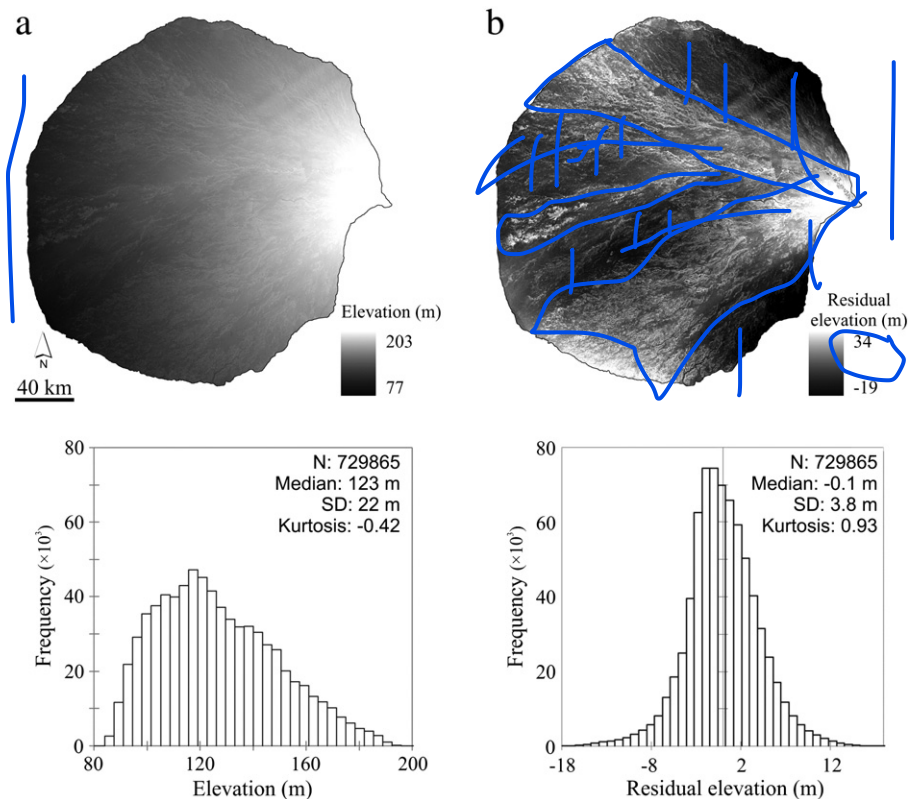 a
b
Elevation (m)
203
77
N
40 km
Residual
elevation (m)
34
-19
80
60
40
20
0
Frequency (×10³)
N: 729865
Median: 123 m
SD: 22 m
Kurtosis: -0.42
80
120
160
200
Elevation (m)
80
60
40
20
0
Frequency (×10³)
N: 729865
Median: -0.1 m
SD: 3.8 m
Kurtosis: 0.93
-18
-8
2
12
Residual elevation (m)